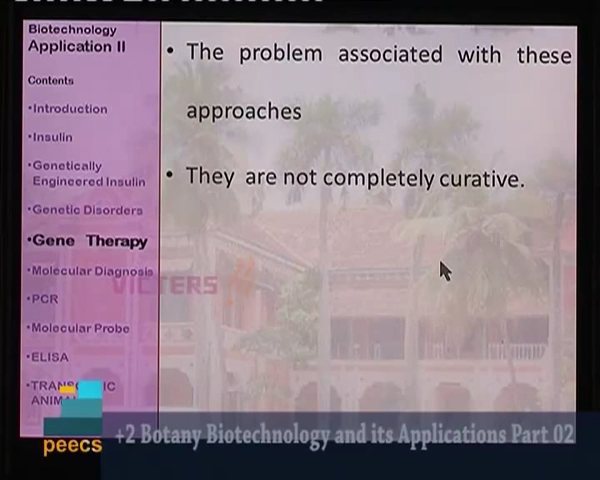 Biotechnology
Application II
Contents
•Introduction
•Insulin
•Genetically
Engineered Insulin
•Genetic Disorders
•Gene Therapy
•Molecular Diagnosis
•PCR
•Molecular Probe
•ELISA
• The problem associated with these
approaches
• They are not completely curative.
VICTERS
peecs
+2 Botany Biotechnology and its Applications Part 02